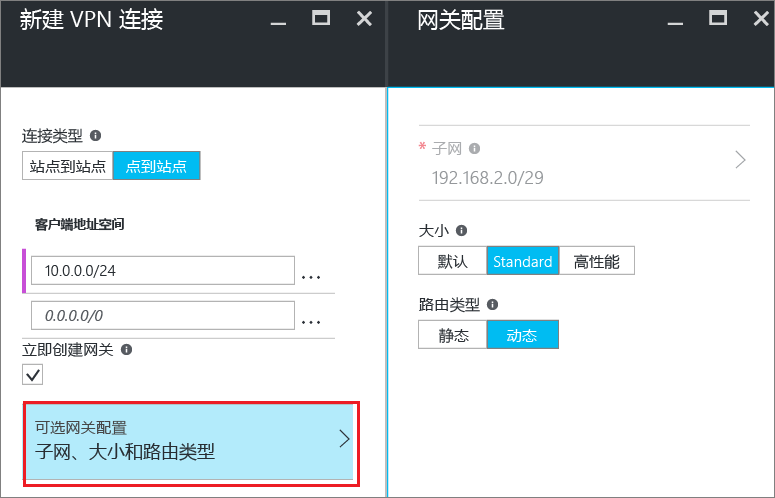 新建 VPN 连接
连接类型
站点到站点 点到站点
客户端地址空间
10.0.0.0/24 ...
0.0.0.0/0 ...
立即创建网关
可选网关配置
子网、大小和路由类型
网关配置
* 子网
192.168.2.0/29
大小
默认 Standard 高性能
路由类型
静态 动态